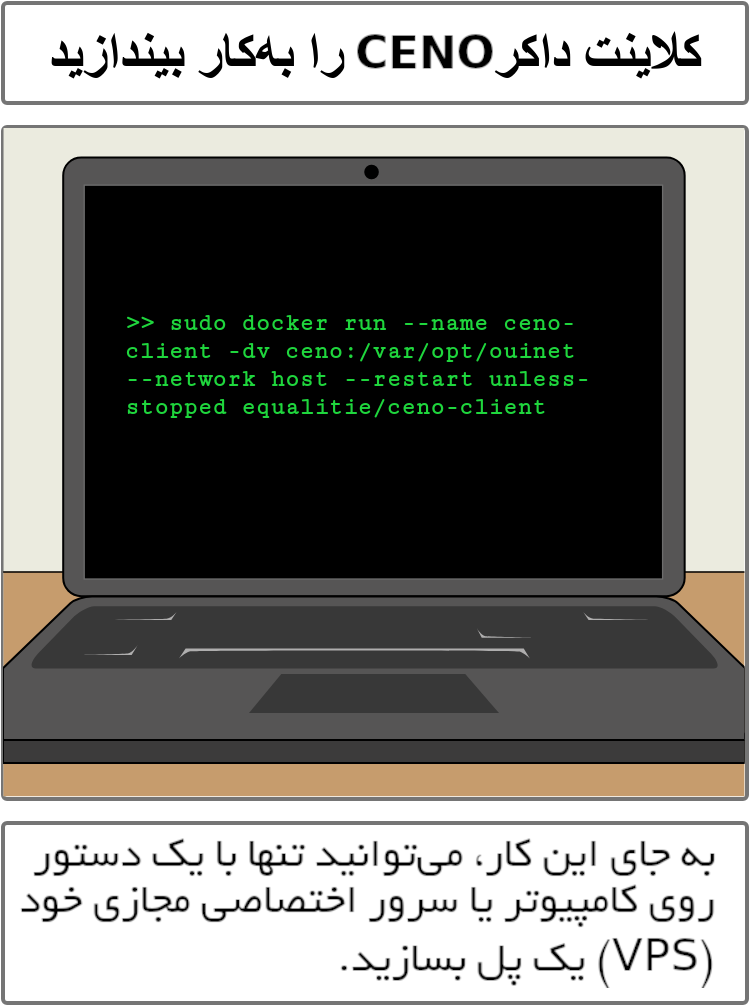 کلاینت داکر CENO را به‌کار بیندازید
>> sudo docker run --name ceno-
client -dv ceno:/var/opt/ouinet
--network host --restart unless-
stopped equalitie/ceno-client
به جای این کار، می‌توانید تنها با یک دستور
روی کامپیوتر یا سرور اختصاصی مجازی خود
(VPS) یک پل بسازید.